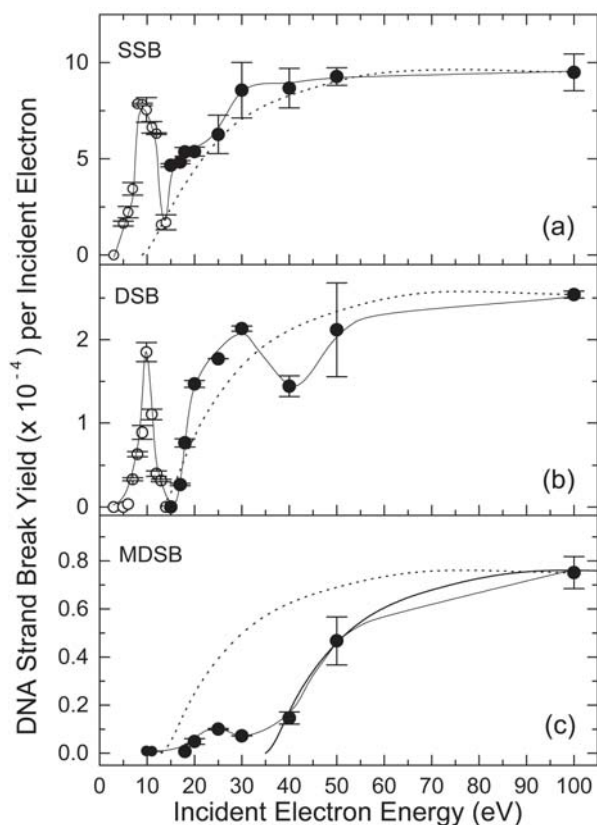 SSB
10
5
0
(a)
DSB
2
1
0
(b)
MDSB
0.8
0.6
0.4
0.2
0.0
(c)
0 10 20 30 40 50 60 70 80 90 100
Incident Electron Energy (eV)
DNA Strand Break Yield (x 10⁻⁴) per Incident Electron